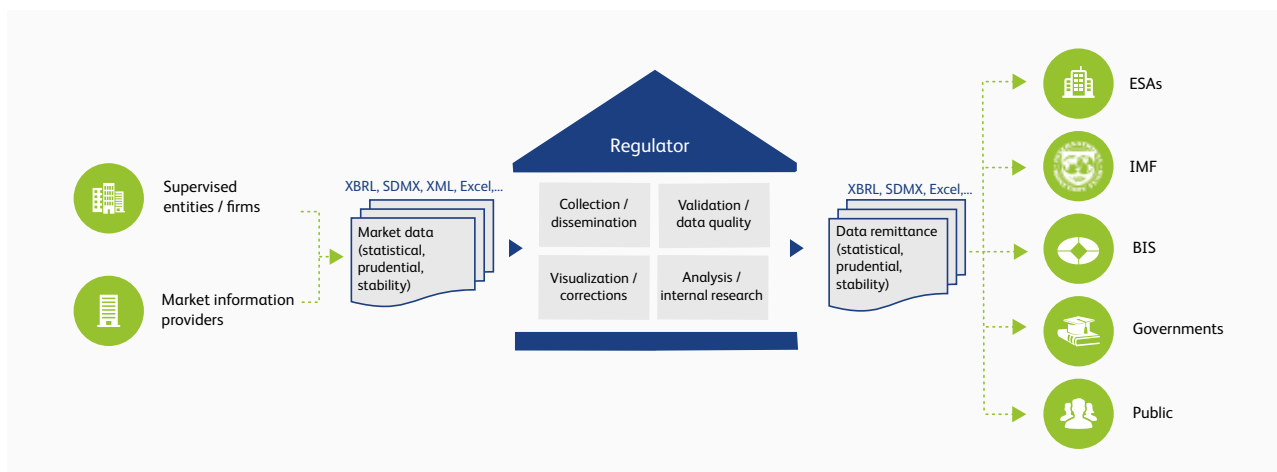 Supervised
entities / firms
Market information
providers
XBRL, SDMX, XML, Excel,...
Market data
(statistical,
prudential,
stability)
Regulator
Collection /
dissemination
Validation /
data quality
Visualization /
corrections
Analysis /
internal research
XBRL, SDMX, Excel,...
Data remittance
(statistical,
prudential,
stability)
ESAs
IMF
BIS
Governments
Public